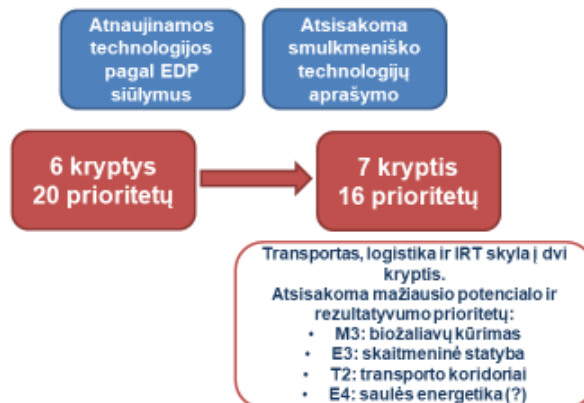 Atnaujinamos
technologijos
pagal EDP
siūlymus
Atsisakoma
smulkmeniško
technologijų
aprašymo
6 kryptys
20 prioritetų
7 kryptis
16 prioritetų
Transportas, logistika ir IRT skyla į dvi
kryptis.
Atsisakoma mažiausio potencialo ir
rezultatyvumo prioritetų:
• M3: biožaliavų kūrimas
• E3: skaitmeninė statyba
• T2: transporto koridoriai
• E4: saulės energetika (?)